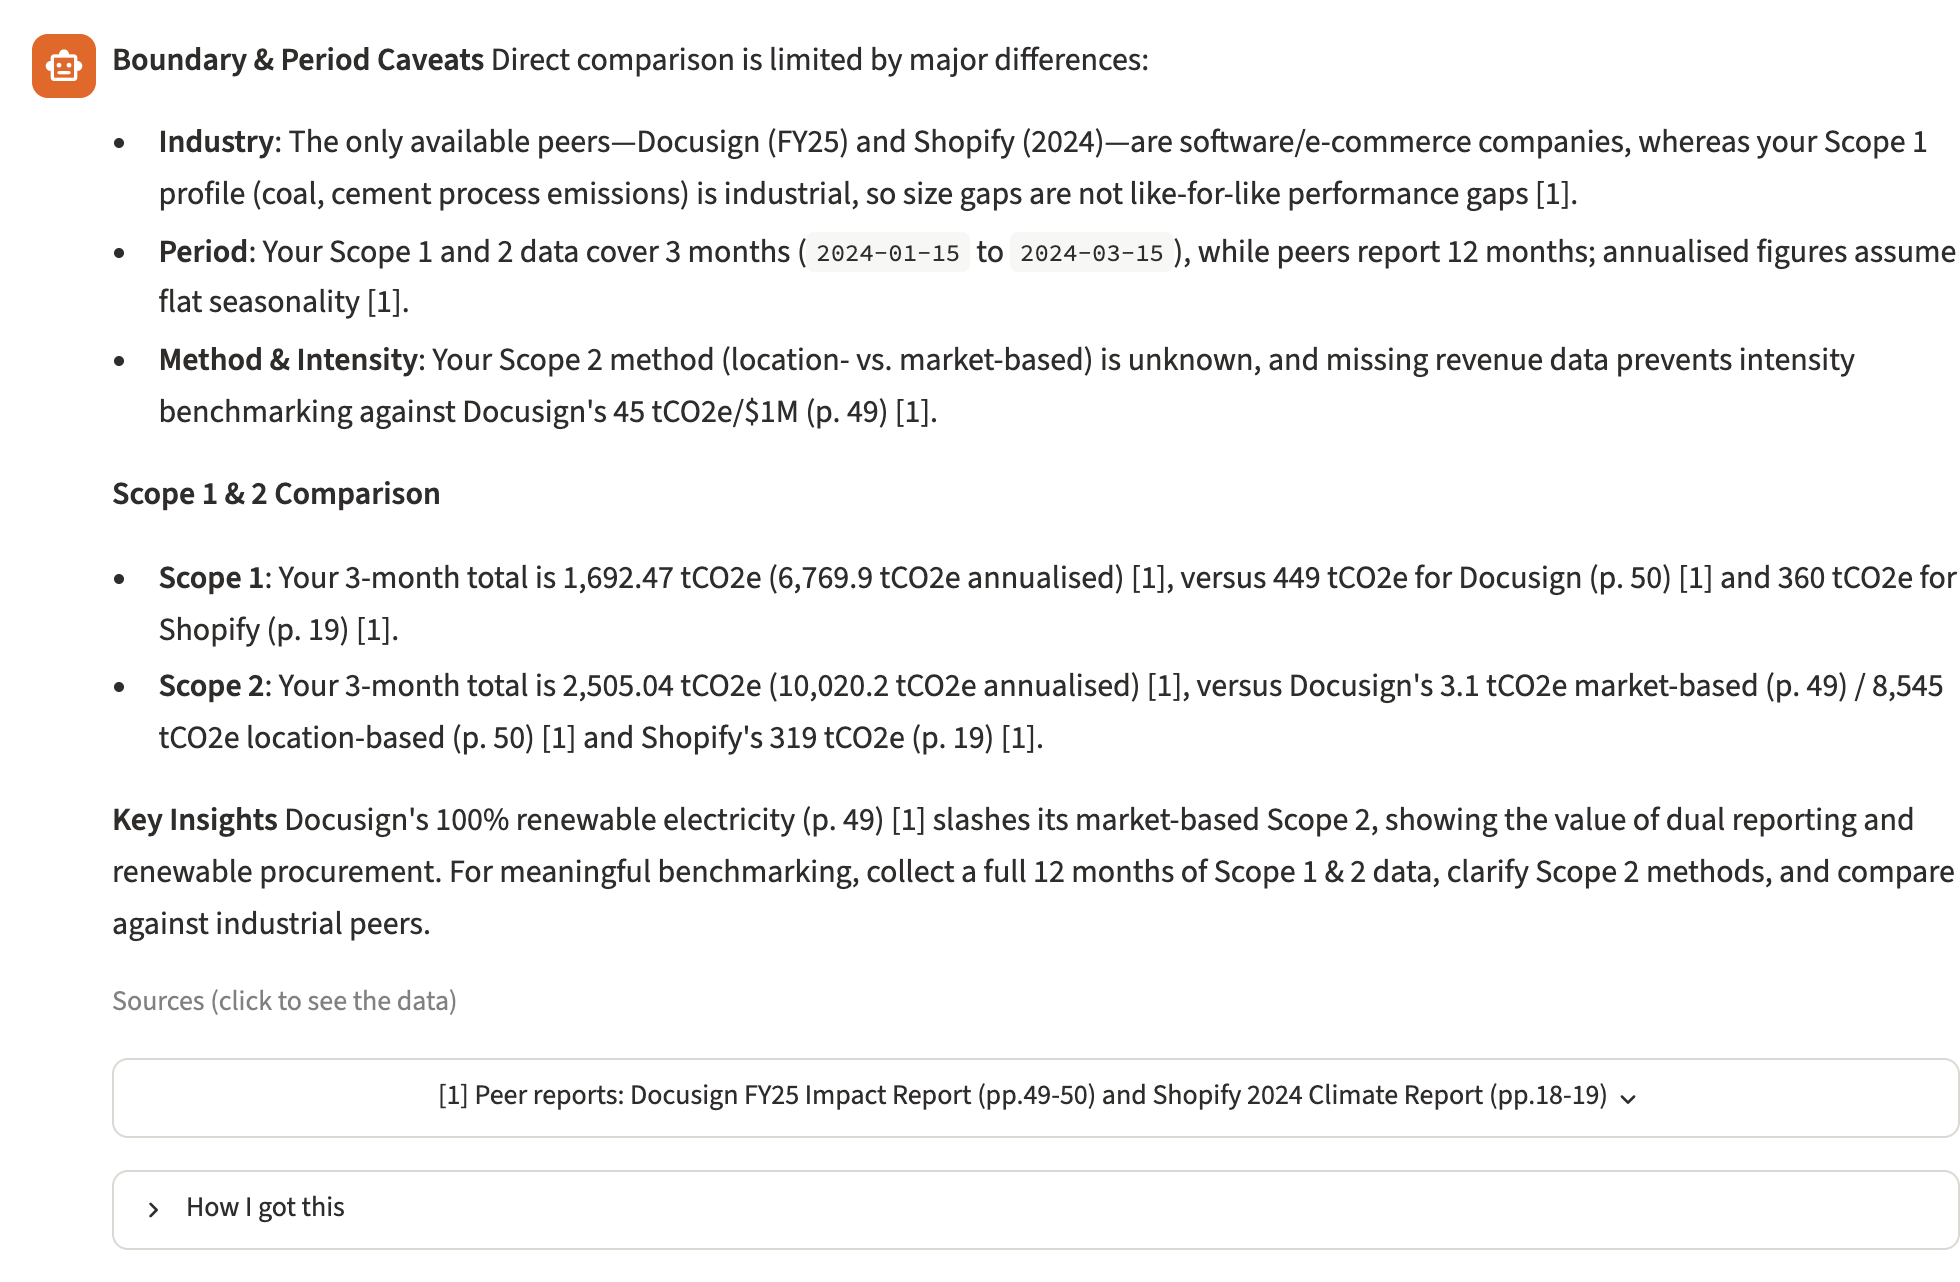 Boundary & Period Caveats Direct comparison is limited by major differences:
• Industry: The only available peers—Docusign (FY25) and Shopify (2024)—are software/e-commerce companies, whereas your Scope 1
profile (coal, cement process emissions) is industrial, so size gaps are not like-for-like performance gaps [1].
• Period: Your Scope 1 and 2 data cover 3 months ( 2024-01-15 to 2024-03-15 ), while peers report 12 months; annualised figures assume
flat seasonality [1].
• Method & Intensity: Your Scope 2 method (location- vs. market-based) is unknown, and missing revenue data prevents intensity
benchmarking against Docusign's 45 tCO2e/$1M (p. 49) [1].
Scope 1 & 2 Comparison
• Scope 1: Your 3-month total is 1,692.47 tCO2e (6,769.9 tCO2e annualised) [1], versus 449 tCO2e for Docusign (p. 50) [1] and 360 tCO2e for
Shopify (p. 19) [1].
• Scope 2: Your 3-month total is 2,505.04 tCO2e (10,020.2 tCO2e annualised) [1], versus Docusign's 3.1 tCO2e market-based (p. 49) / 8,545
tCO2e location-based (p. 50) [1] and Shopify's 319 tCO2e (p. 19) [1].
Key Insights Docusign's 100% renewable electricity (p. 49) [1] slashes its market-based Scope 2, showing the value of dual reporting and
renewable procurement. For meaningful benchmarking, collect a full 12 months of Scope 1 & 2 data, clarify Scope 2 methods, and compare
against industrial peers.
Sources (click to see the data)
[1] Peer reports: Docusign FY25 Impact Report (pp.49-50) and Shopify 2024 Climate Report (pp.18-19)
How I got this